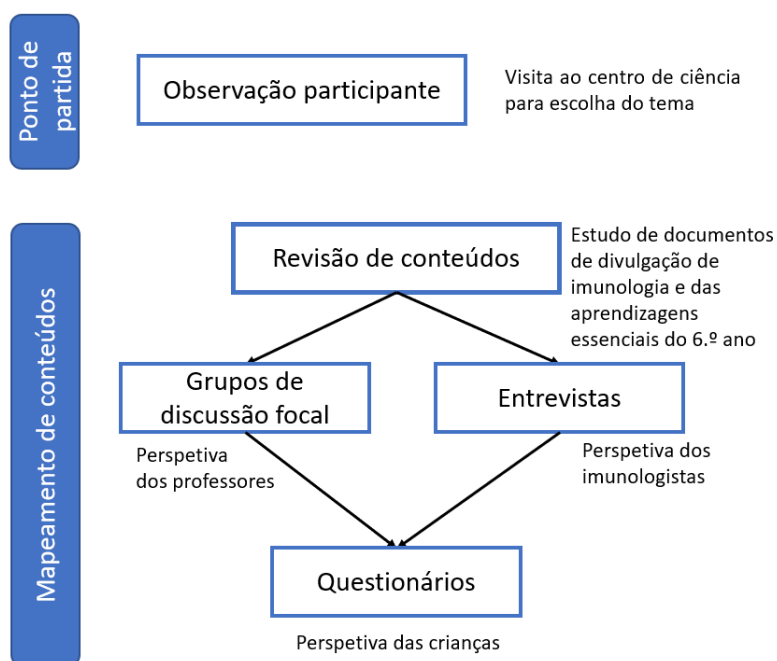 Ponto de
partida
Observação participante
Visita ao centro de ciência
para escolha do tema
Mapeamento de conteúdos
Revisão de conteúdos
Estudo de documentos
de divulgação de
imunologia e das
aprendizagens
essenciais do 6.º ano
Grupos de
discussão focal
Entrevistas
Perspetiva
dos professores
Perspetiva dos
imunologistas
Questionários
Perspetiva das crianças